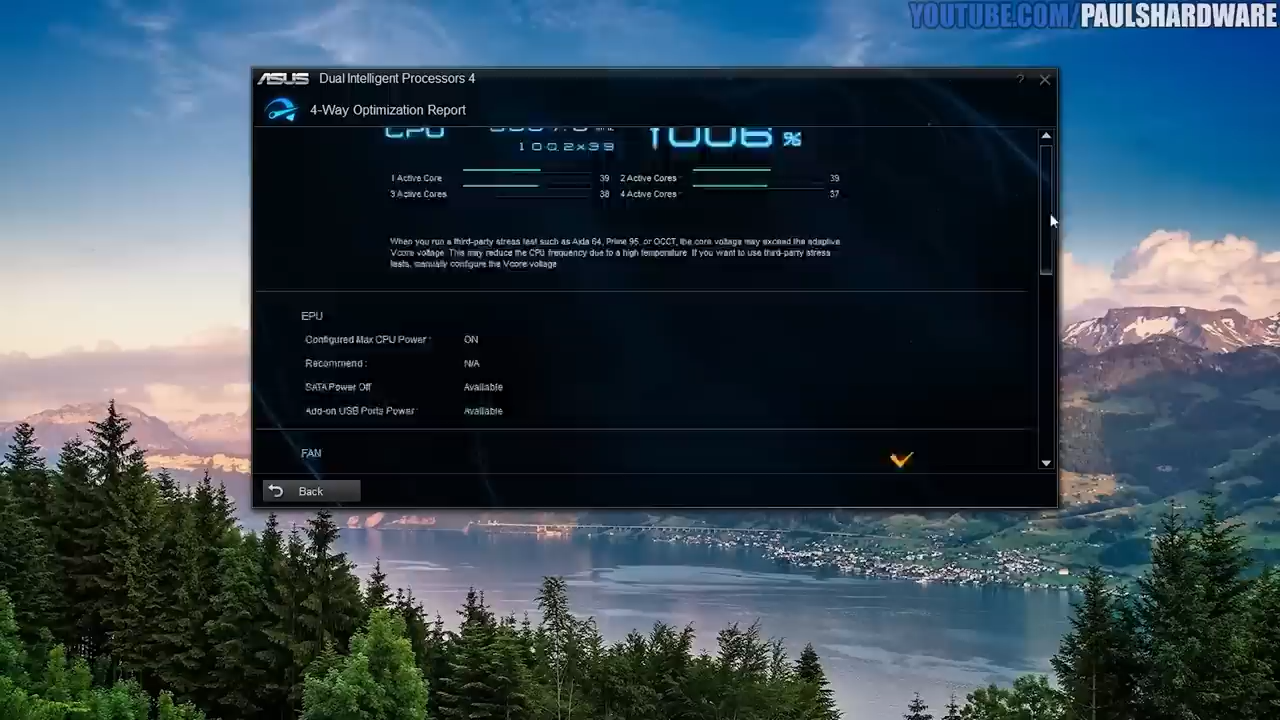 YOUTUBE.COM/PAULSHARDWARE
ASUS Dual Intelligent Processors 4 ?
4-Way Optimization Report
CPU %
100.2x39
1 Active Core 39 2 Active Cores 39
3 Active Cores 38 4 Active Cores 37
When you run a third-party stress test such as Aida 64, Prime 95, or OCCT, the core voltage may exceed the adaptive
Vcore voltage. This may reduce the CPU frequency due to a high temperature. If you want to use third-party stress
tests, manually configure the Vcore voltage
EPU
Configured Max CPU Power : ON
Recommend : N/A
SATA Power Off Available
Add-on USB Ports Power Available
FAN
Back